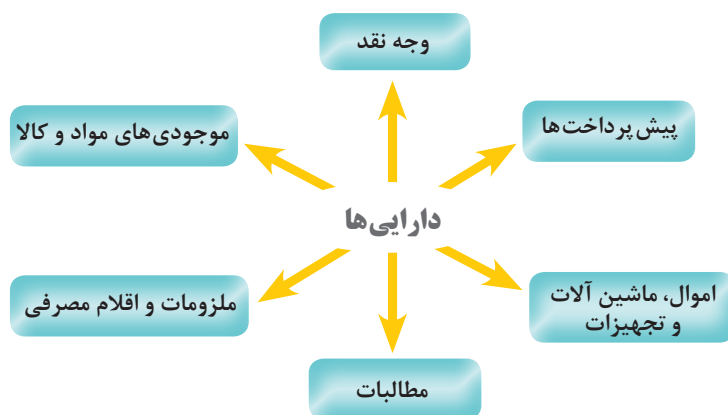 وجه نقد
پیش‌پرداخت‌ها
موجودی‌های مواد و کالا
دارایی‌ها
اموال، ماشین آلات
و تجهیزات
ملزومات و اقلام مصرفی
مطالبات